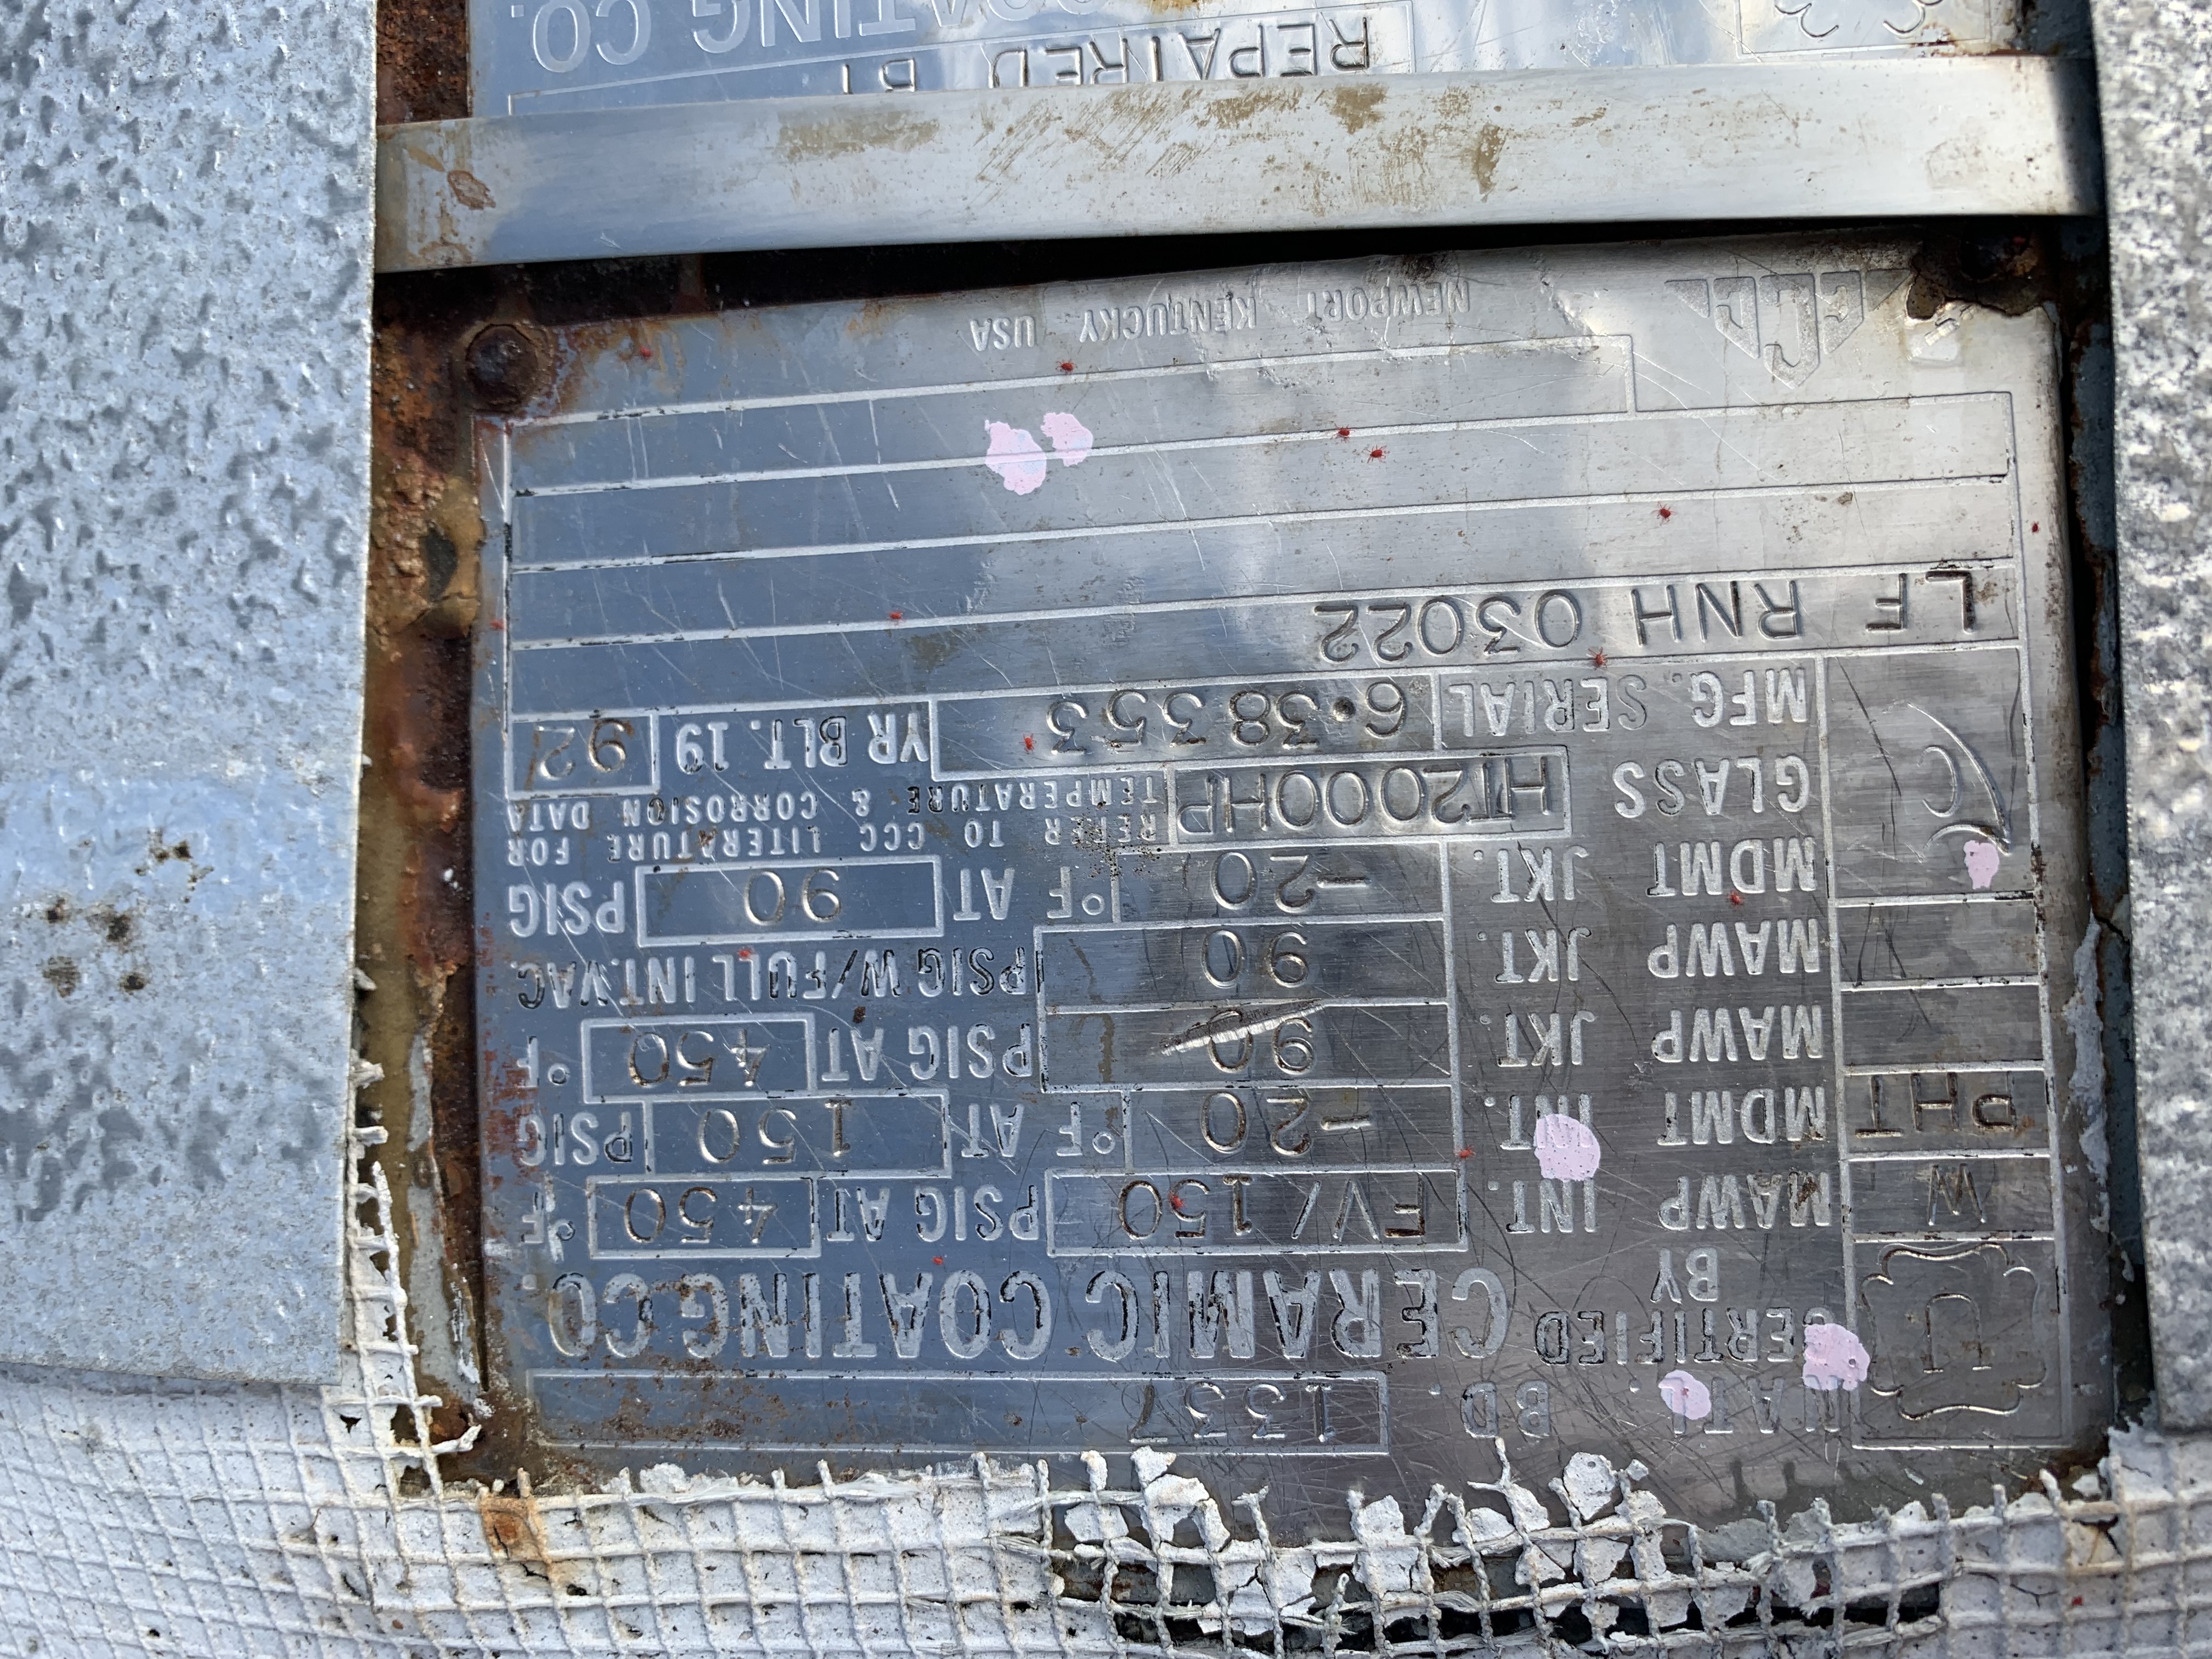 NAT'L. BD. 1337
U
CERTIFIED BY CERAMIC COATING CO.
W
MAWP INT. FV/150 PSIG AT 450 °F
PHT
MDMT INT. -20 °F AT 150 PSIG
MAWP JKT. 90 PSIG AT 450 °F
MAWP JKT. 90 PSIG W/FULL INT.VAC.
MDMT JKT. -20 °F AT 90 PSIG
C
GLASS HT2000HP REFER TO CCC LITERATURE FOR
TEMPERATURE & CORROSION DATA
MFG. SERIAL 6·38353 YR BLT. 19 92
LF RNH 03022
CCC
NEWPORT KENTUCKY USA
REPAIRED BY
COATING CO.